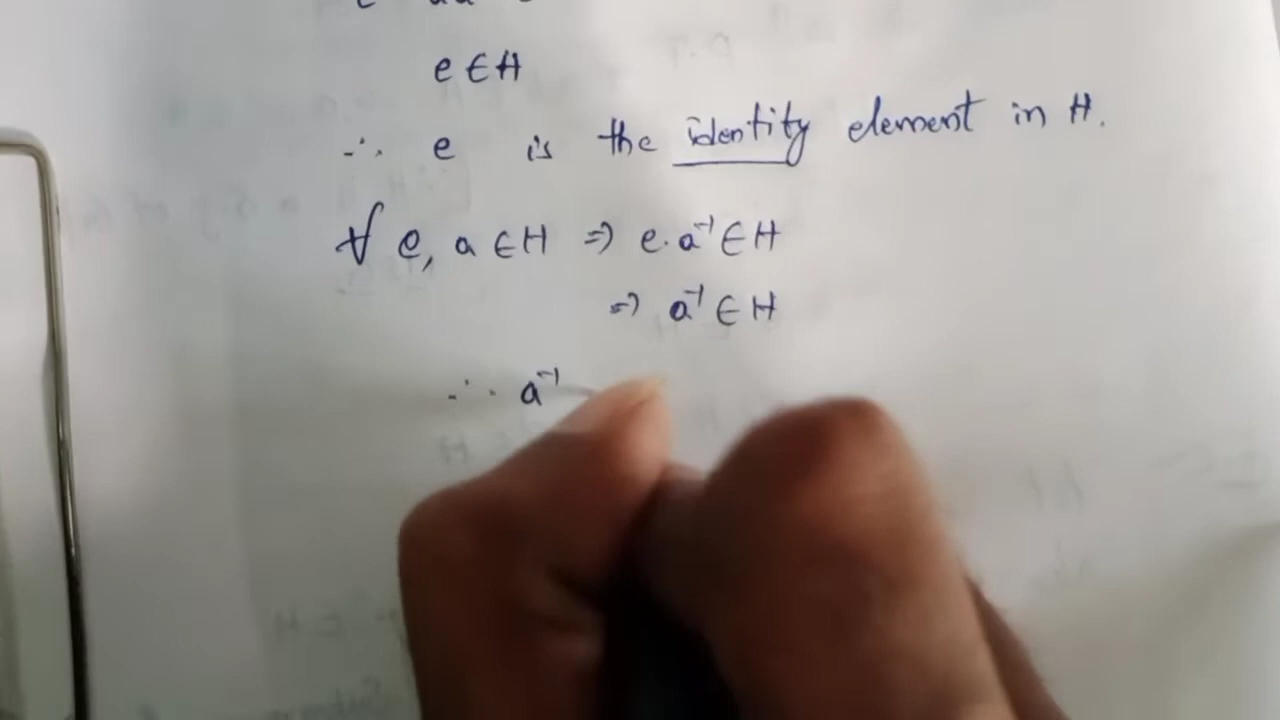 e ∈ H
∴ e is the identity element in H.
∀ e, a ∈ H ⇒ e·a⁻¹ ∈ H
⇒ a⁻¹ ∈ H
∴ a⁻¹